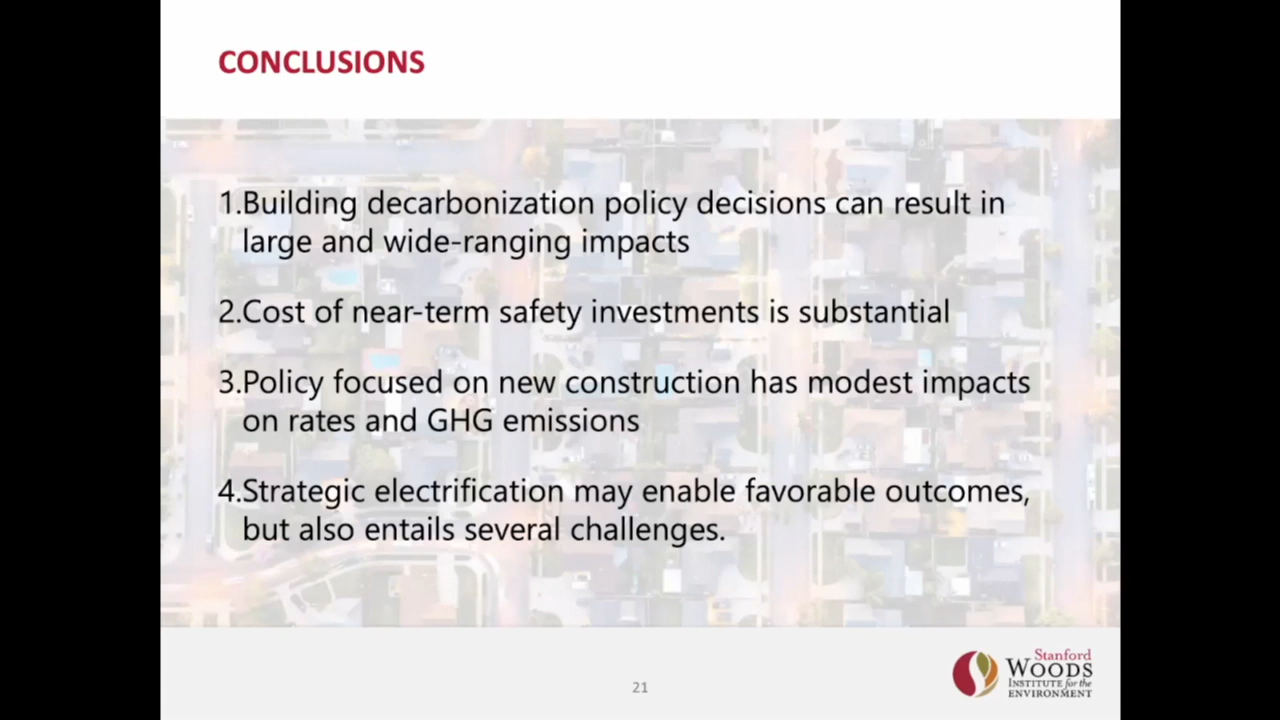 CONCLUSIONS
1.Building decarbonization policy decisions can result in
large and wide-ranging impacts
2.Cost of near-term safety investments is substantial
3.Policy focused on new construction has modest impacts
on rates and GHG emissions
4.Strategic electrification may enable favorable outcomes,
but also entails several challenges.
21
Stanford
WOODS
INSTITUTE for the
ENVIRONMENT